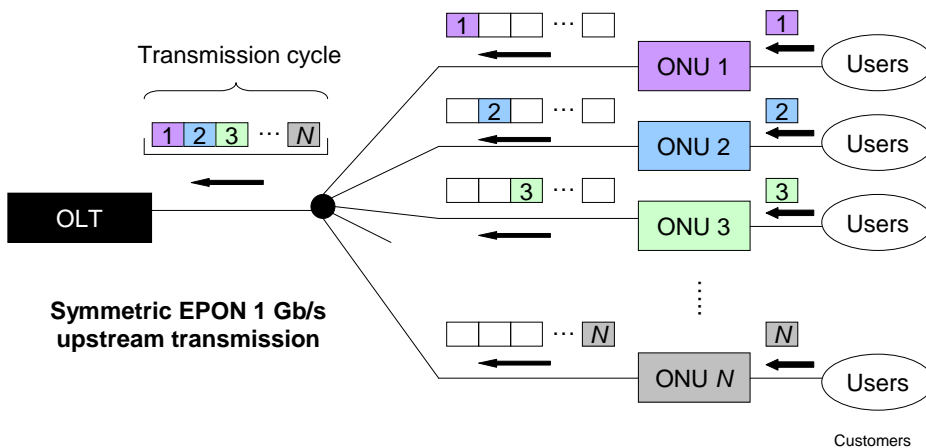 1 ··· 1
Transmission cycle ONU 1 Users
2 ··· 2
1 2 3 ··· N ONU 2 Users
3 ··· 3
OLT ONU 3 Users
Symmetric EPON 1 Gb/s
upstream transmission
··· N N
ONU N Users
Customers